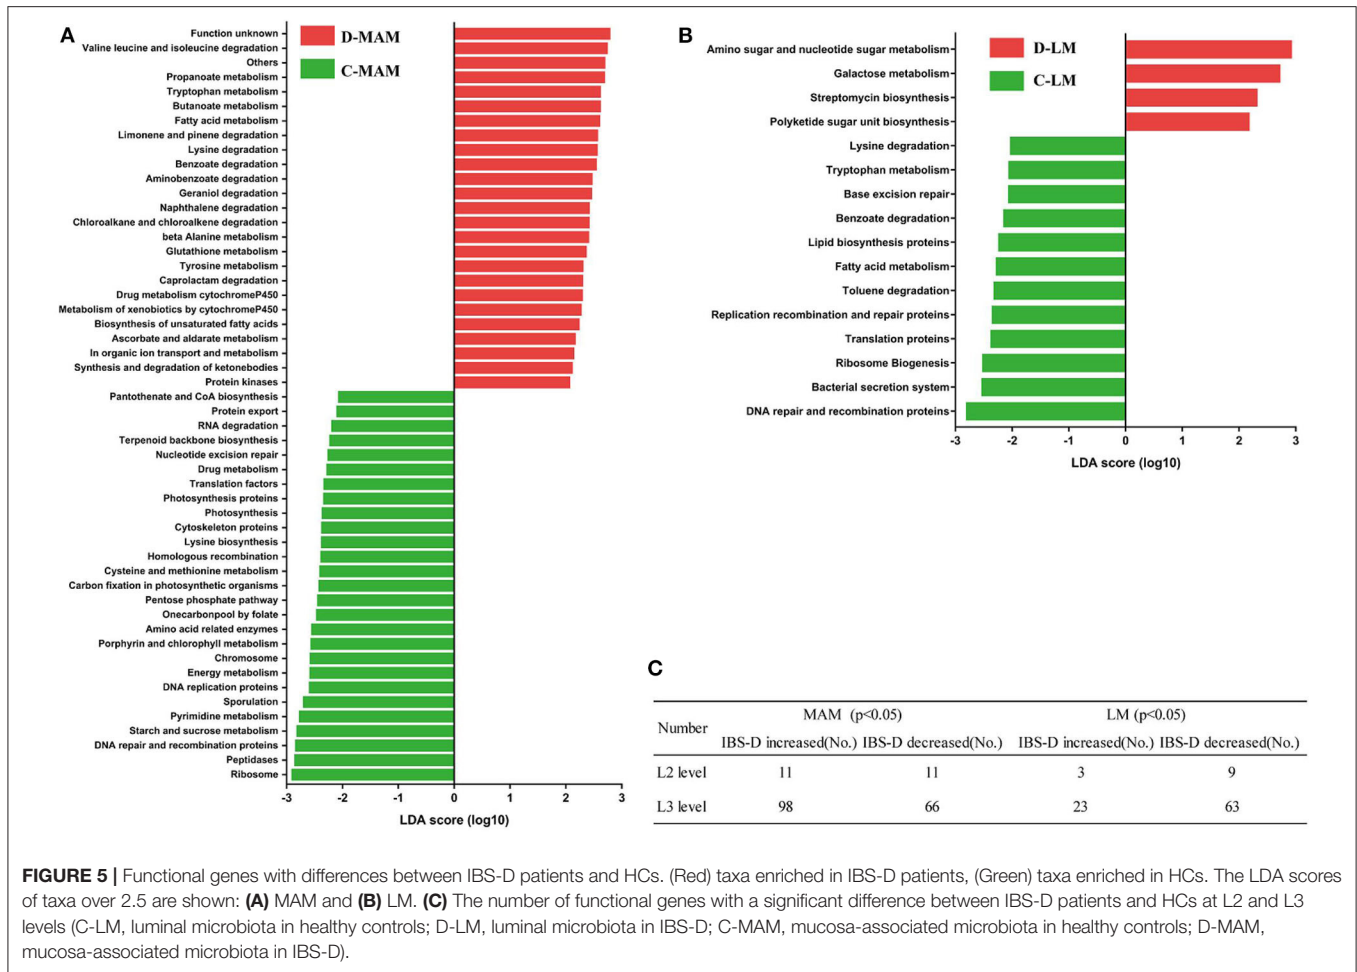 A
D-MAM
C-MAM
Function unknown
Valine leucine and isoleucine degradation
Others
Propanoate metabolism
Tryptophan metabolism
Butanoate metabolism
Fatty acid metabolism
Limonene and pinene degradation
Lysine degradation
Benzoate degradation
Aminobenzoate degradation
Geraniol degradation
Naphthalene degradation
Chloroalkane and chloroalkene degradation
beta Alanine metabolism
Glutathione metabolism
Tyrosine metabolism
Caprolactam degradation
Drug metabolism cytochromeP450
Metabolism of xenobiotics by cytochromeP450
Biosynthesis of unsaturated fatty acids
Ascorbate and aldarate metabolism
In organic ion transport and metabolism
Synthesis and degradation of ketonebodies
Protein kinases
Pantothenate and CoA biosynthesis
Protein export
RNA degradation
Terpenoid backbone biosynthesis
Nucleotide excision repair
Drug metabolism
Translation factors
Photosynthesis proteins
Photosynthesis
Cytoskeleton proteins
Lysine biosynthesis
Homologous recombination
Cysteine and methionine metabolism
Carbon fixation in photosynthetic organisms
Pentose phosphate pathway
Onecarbonpool by folate
Amino acid related enzymes
Porphyrin and chlorophyll metabolism
Chromosome
Energy metabolism
DNA replication proteins
Sporulation
Pyrimidine metabolism
Starch and sucrose metabolism
DNA repair and recombination proteins
Peptidases
Ribosome
-3 -2 -1 0 1 2 3
LDA score (log10)
B
D-LM
C-LM
Amino sugar and nucleotide sugar metabolism
Galactose metabolism
Streptomycin biosynthesis
Polyketide sugar unit biosynthesis
Lysine degradation
Tryptophan metabolism
Base excision repair
Benzoate degradation
Lipid biosynthesis proteins
Fatty acid metabolism
Toluene degradation
Replication recombination and repair proteins
Translation proteins
Ribosome Biogenesis
Bacterial secretion system
DNA repair and recombination proteins
-3 -2 -1 0 1 2 3
LDA score (log10)
C
Number MAM (p<0.05) LM (p<0.05)
IBS-D increased(No.) IBS-D decreased(No.) IBS-D increased(No.) IBS-D decreased(No.)
L2 level 11 11 3 9
L3 level 98 66 23 63
FIGURE 5 | Functional genes with differences between IBS-D patients and HCs. (Red) taxa enriched in IBS-D patients, (Green) taxa enriched in HCs. The LDA scores
of taxa over 2.5 are shown: (A) MAM and (B) LM. (C) The number of functional genes with a significant difference between IBS-D patients and HCs at L2 and L3
levels (C-LM, luminal microbiota in healthy controls; D-LM, luminal microbiota in IBS-D; C-MAM, mucosa-associated microbiota in healthy controls; D-MAM,
mucosa-associated microbiota in IBS-D).